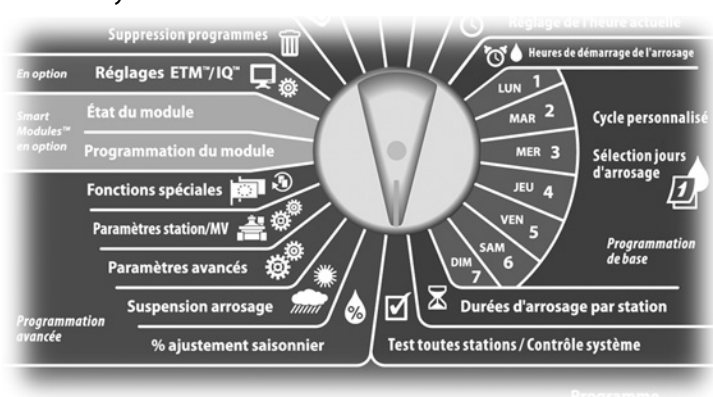 Suppression programmes
Réglage de l'heure actuelle
Heures de démarrage de l'arrosage
En option
Réglages ETM™/IQ™
Smart
Modules™
en option
État du module
Programmation du module
Fonctions spéciales
Paramètres station/MV
Paramètres avancés
Suspension arrosage
Programmation
avancée
% ajustement saisonnier
%
LUN 1
MAR 2
MER 3
JEU 4
VEN 5
SAM 6
DIM 7
Cycle personnalisé
Sélection jours
d'arrosage
1
Programmation
de base
Durées d'arrosage par station
Test toutes stations / Contrôle système
Programme